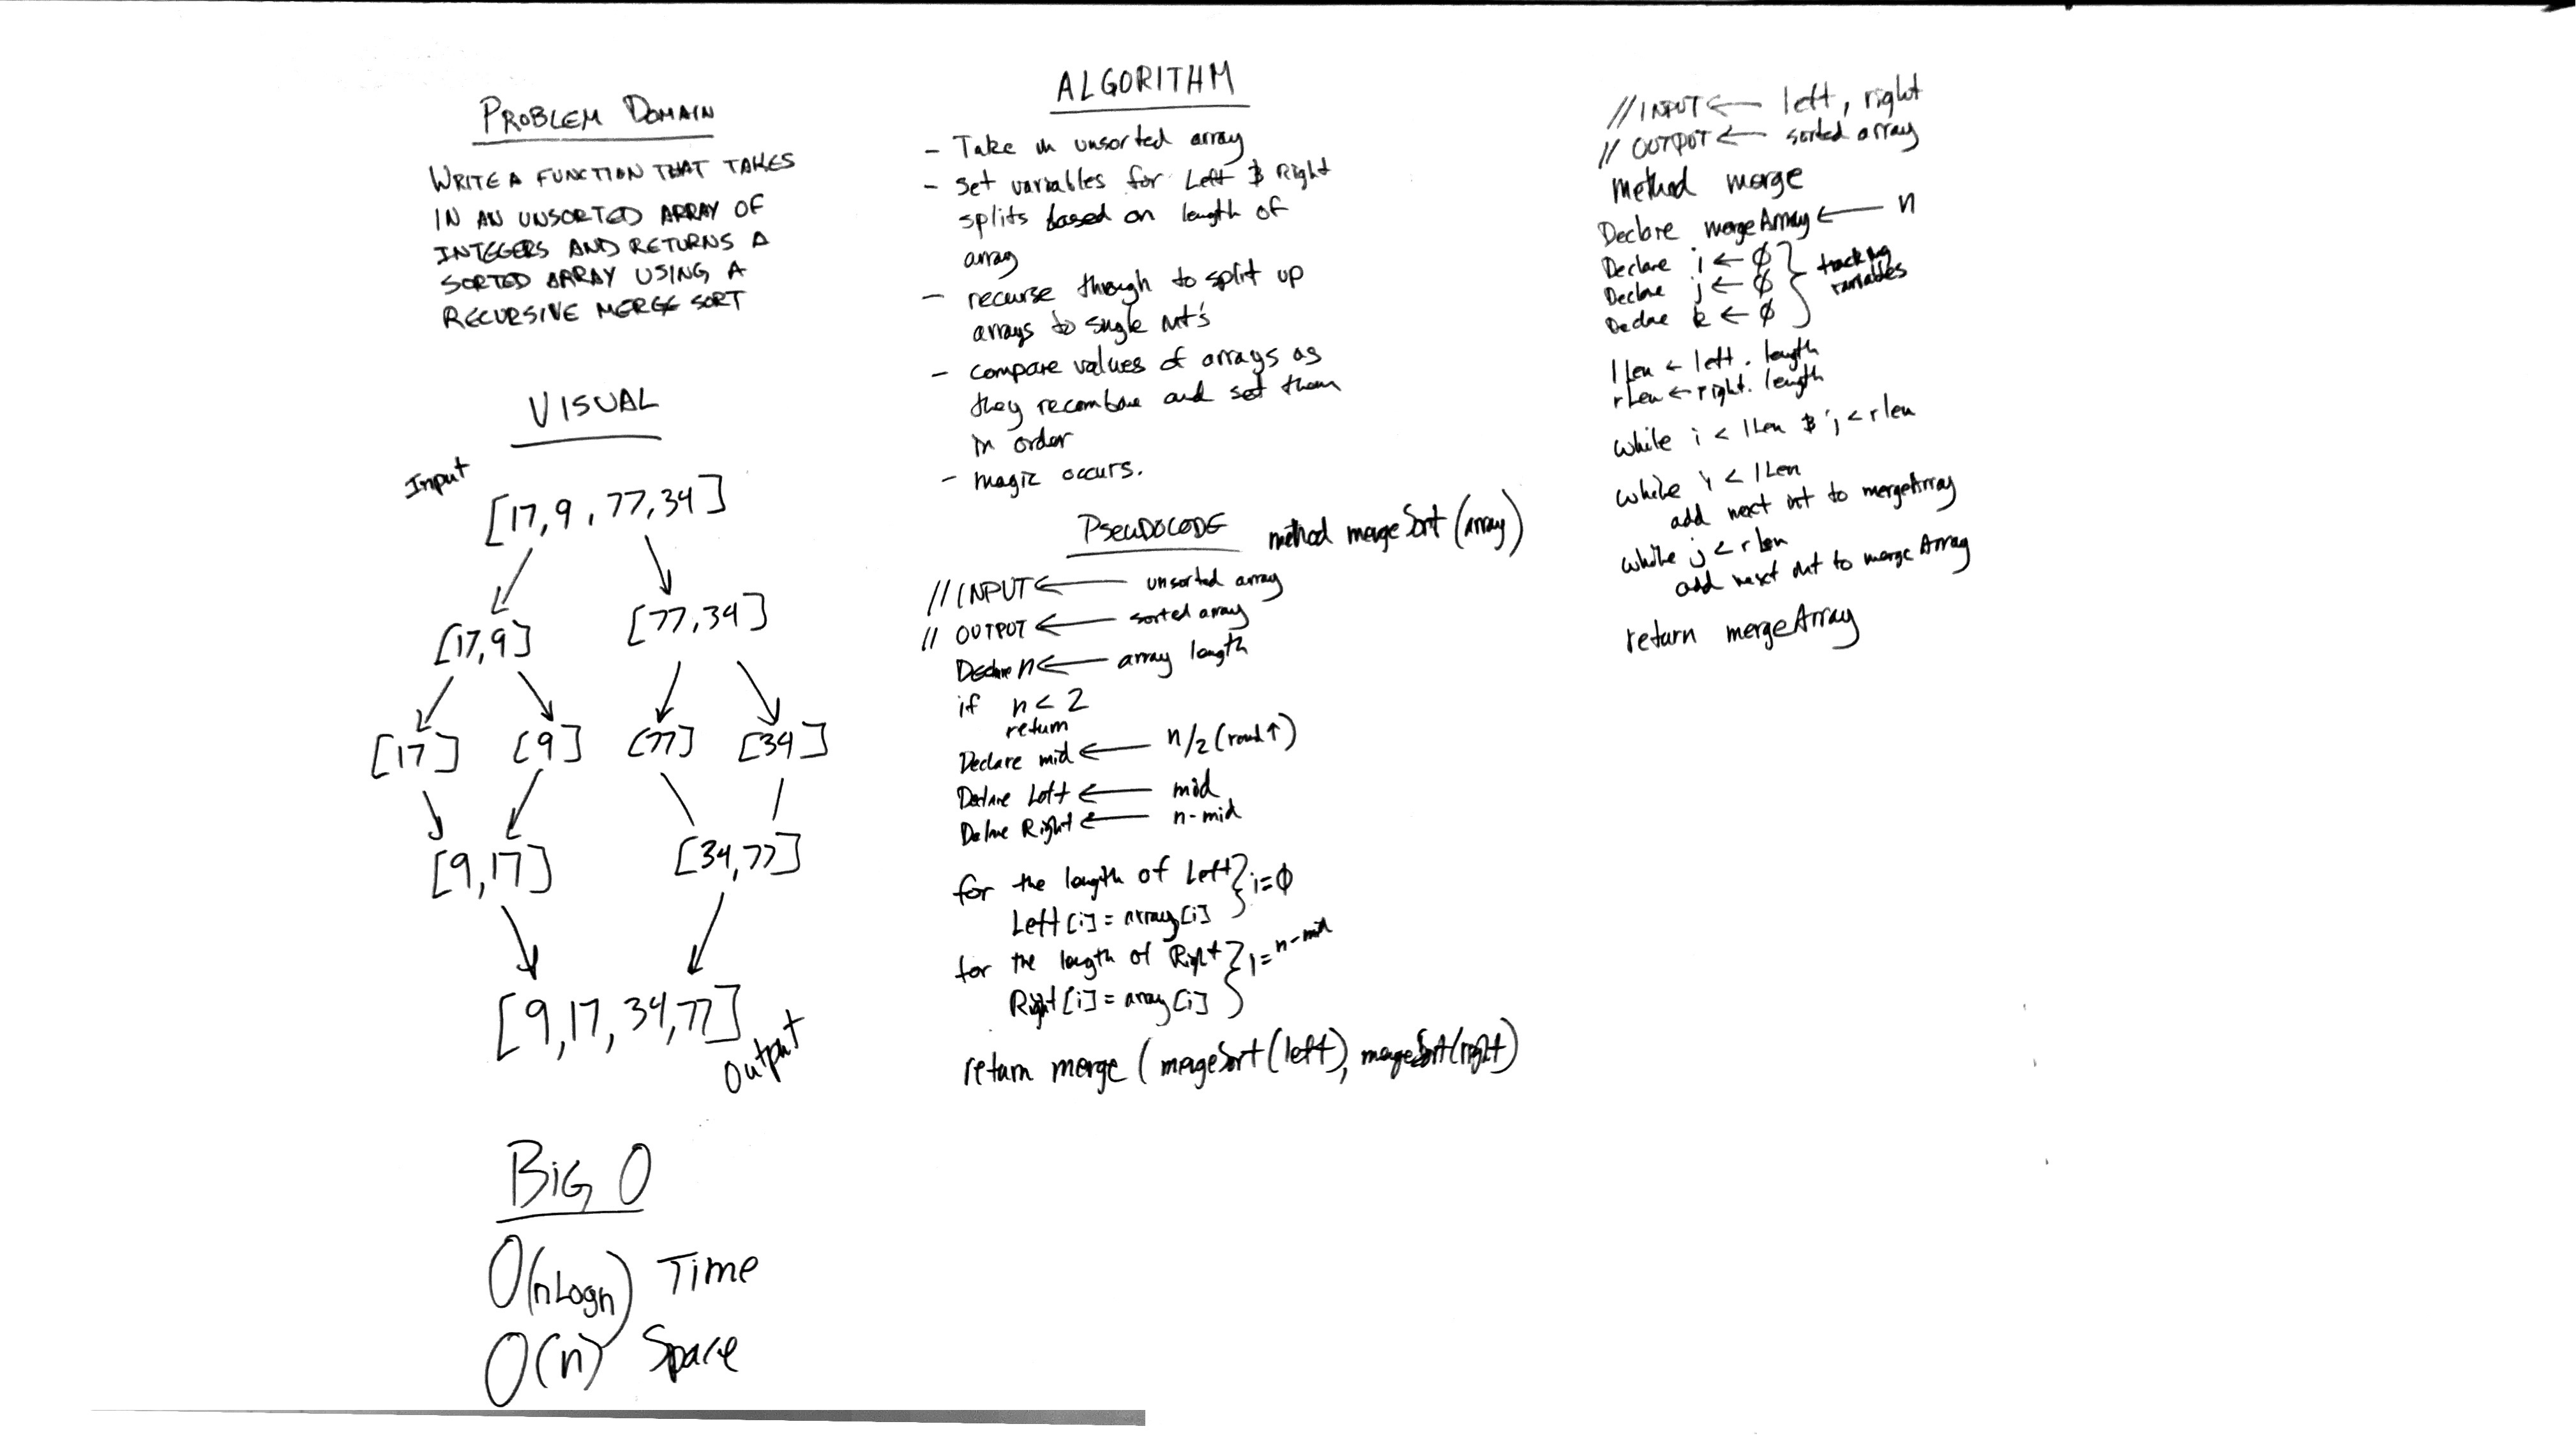 PROBLEM DOMAIN
WRITE A FUNCTION THAT TAKES
IN AN UNSORTED ARRAY OF
INTEGERS AND RETURNS A
SORTED ARRAY USING A
RECURSIVE MERGE SORT
VISUAL
Input
[17,9,77,34]
[17,9] [77,34]
[17] [9] [77] [34]
[9,17] [34,77]
[9,17,34,77]
Output
BIG O
O(nLogn) Time
O(n) Space
ALGORITHM
- Take in unsorted array
- set variables for Left & Right
splits based on length of
array
- recurse through to split up
arrays to single int's
- compare values of arrays as
they recombine and set them
in order
- magic occurs.
PSEUDOCODE method mergeSort(array)
// INPUT ← unsorted array
// OUTPUT ← sorted array
Declare n ← array length
if n < 2
return
Declare mid ← n/2 (round ↑)
Declare Left ← mid
Declare Right ← n-mid
for the length of Left } i=0
Left[i] = array[i]
for the length of Right } i=n-mid
Right[i] = array[i]
return merge (mergeSort(left), mergeSort(right)
// INPUT ← left, right
// OUTPUT ← sorted array
method merge
Declare mergeArray ← n
Declare i ← 0
Declare j ← 0 } tracking variables
Declare k ← 0
lLen ← left.length
rLen ← right.length
while i < lLen & j < rLen
while i < lLen
add next int to mergeArray
while j < rLen
add next int to mergeArray
return mergeArray